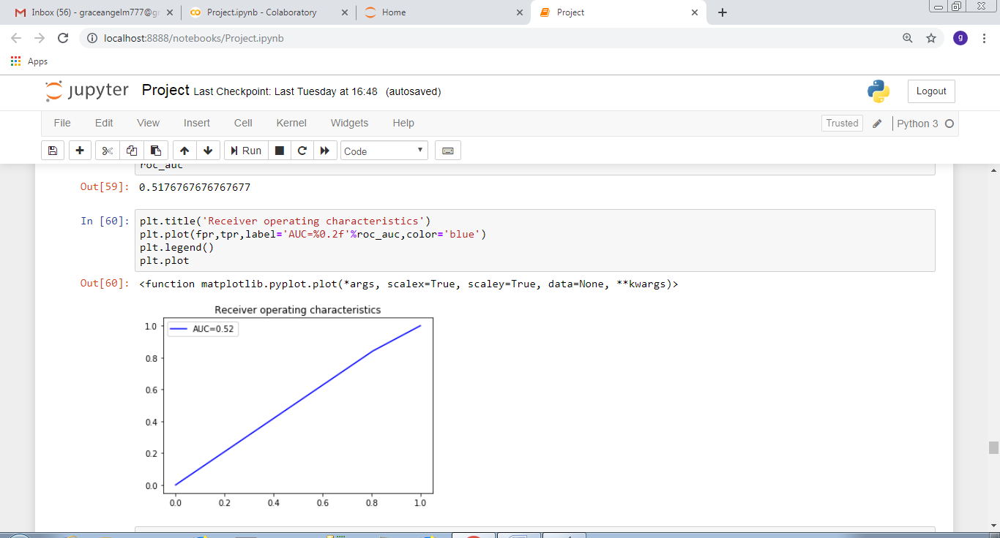 Inbox (56) - graceangelm777@g
Project.ipynb - Colaboratory
Home
Project
localhost:8888/notebooks/Project.ipynb
g
Apps
jupyter Project Last Checkpoint: Last Tuesday at 16:48 (autosaved)
Logout
File Edit View Insert Cell Kernel Widgets Help
Trusted Python 3
Run Code
roc_auc
Out[59]: 0.5176767676767677
In [60]: plt.title('Receiver operating characteristics')
plt.plot(fpr,tpr,label='AUC=%0.2f'%roc_auc,color='blue')
plt.legend()
plt.plot
Out[60]: <function matplotlib.pyplot.plot(*args, scalex=True, scaley=True, data=None, **kwargs)>
Receiver operating characteristics
AUC=0.52
1.0
0.8
0.6
0.4
0.2
0.0
0.0 0.2 0.4 0.6 0.8 1.0